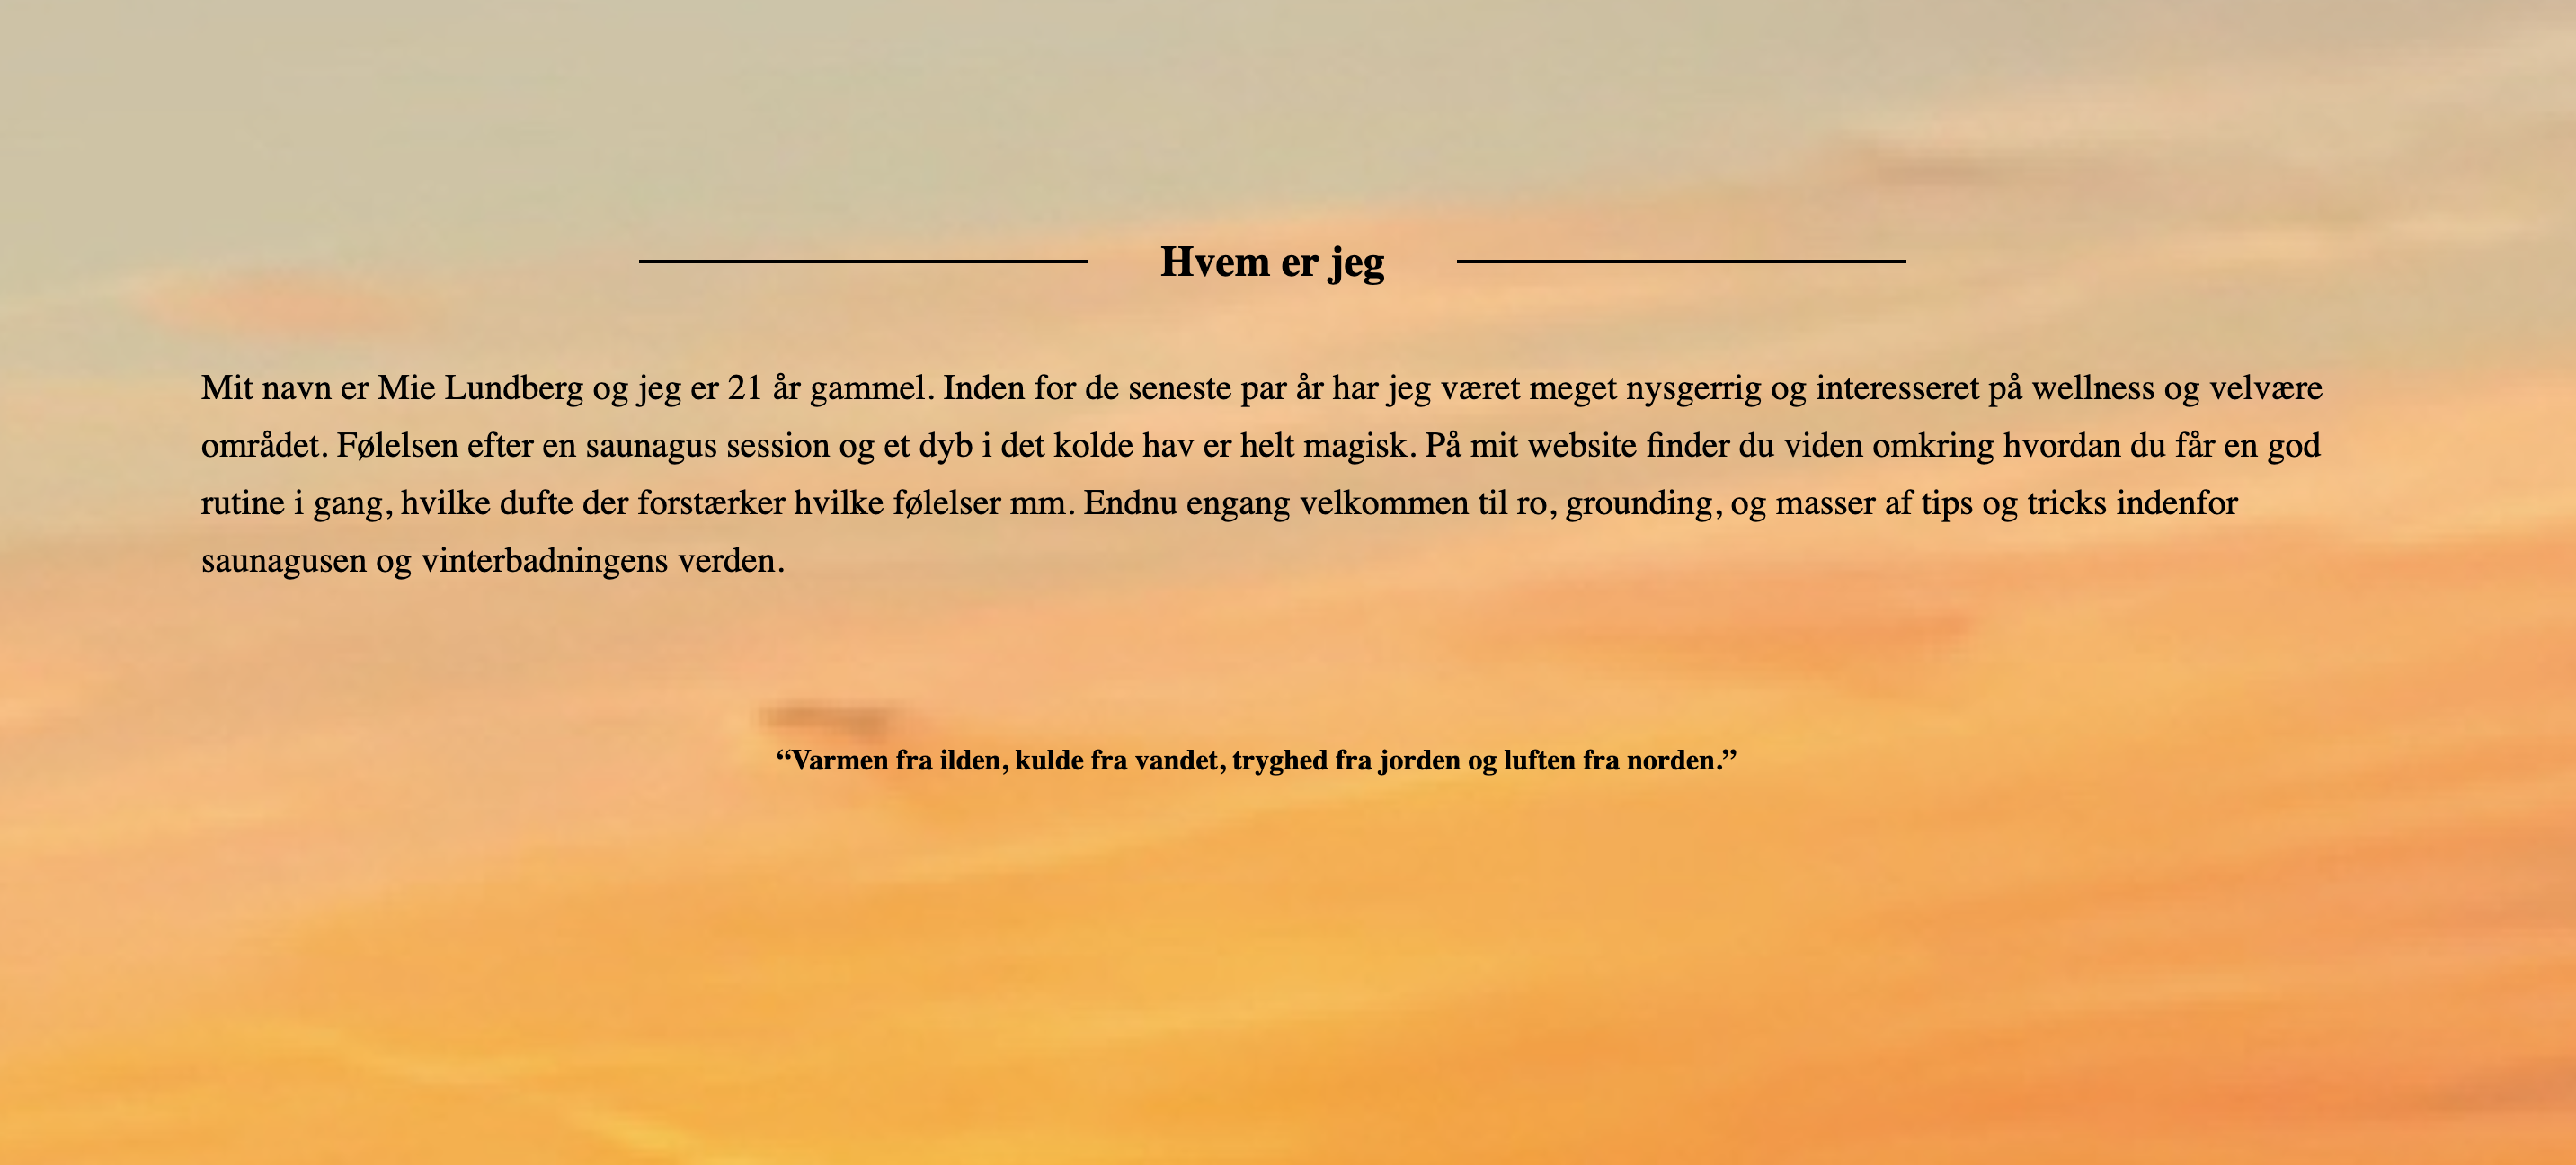 Hvem er jeg
Mit navn er Mie Lundberg og jeg er 21 år gammel. Inden for de seneste par år har jeg været meget nysgerrig og interesseret på wellness og velvære
området. Følelsen efter en saunagus session og et dyb i det kolde hav er helt magisk. På mit website finder du viden omkring hvordan du får en god
rutine i gang, hvilke dufte der forstærker hvilke følelser mm. Endnu engang velkommen til ro, grounding, og masser af tips og tricks indenfor
saunagusen og vinterbadningens verden.
“Varmen fra ilden, kulde fra vandet, tryghed fra jorden og luften fra norden.”